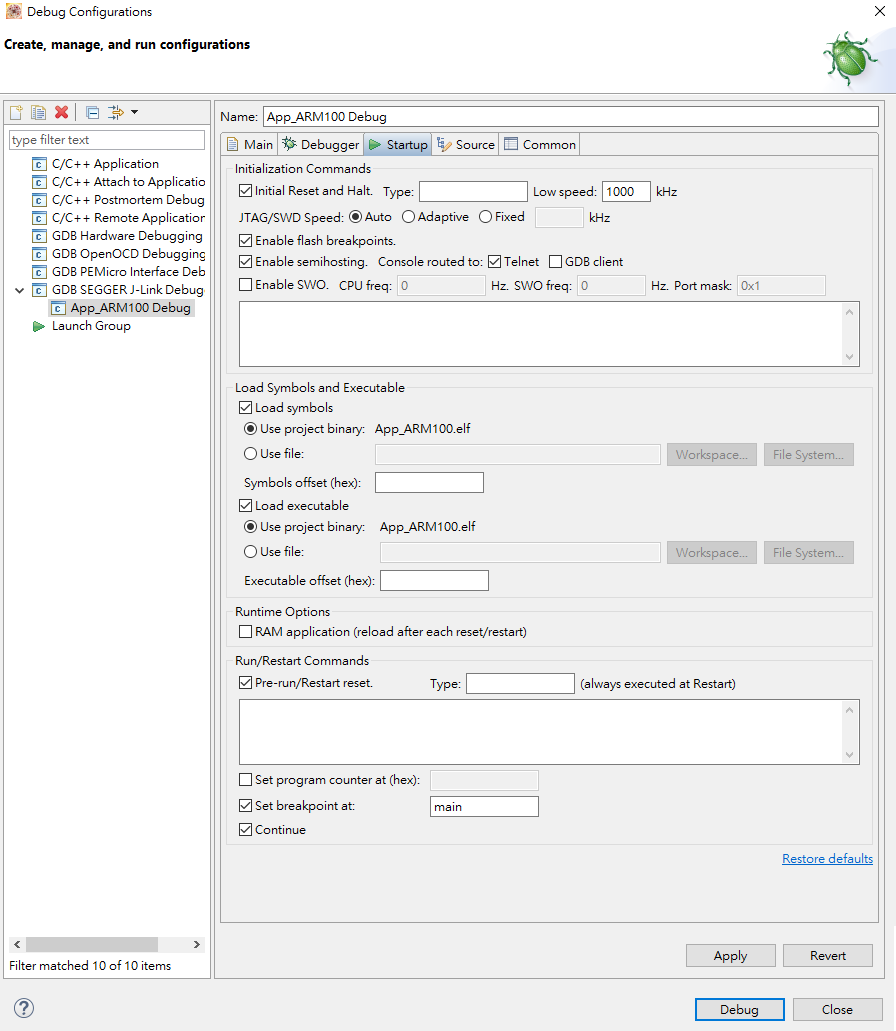 Debug Configurations
Create, manage, and run configurations
type filter text
C/C++ Application
C/C++ Attach to Applicatio
C/C++ Postmortem Debug
C/C++ Remote Application
GDB Hardware Debugging
GDB OpenOCD Debugging
GDB PEMicro Interface Deb
GDB SEGGER J-Link Debug
App_ARM100 Debug
Launch Group
Filter matched 10 of 10 items
Name: App_ARM100 Debug
Main Debugger Startup Source Common
Initialization Commands
Initial Reset and Halt. Type: Low speed: 1000 kHz
JTAG/SWD Speed: Auto Adaptive Fixed kHz
Enable flash breakpoints.
Enable semihosting. Console routed to: Telnet GDB client
Enable SWO. CPU freq: 0 Hz. SWO freq: 0 Hz. Port mask: 0x1
Load Symbols and Executable
Load symbols
Use project binary: App_ARM100.elf
Use file: Workspace... File System...
Symbols offset (hex):
Load executable
Use project binary: App_ARM100.elf
Use file: Workspace... File System...
Executable offset (hex):
Runtime Options
RAM application (reload after each reset/restart)
Run/Restart Commands
Pre-run/Restart reset. Type: (always executed at Restart)
Set program counter at (hex):
Set breakpoint at: main
Continue
Restore defaults
Apply Revert
Debug Close